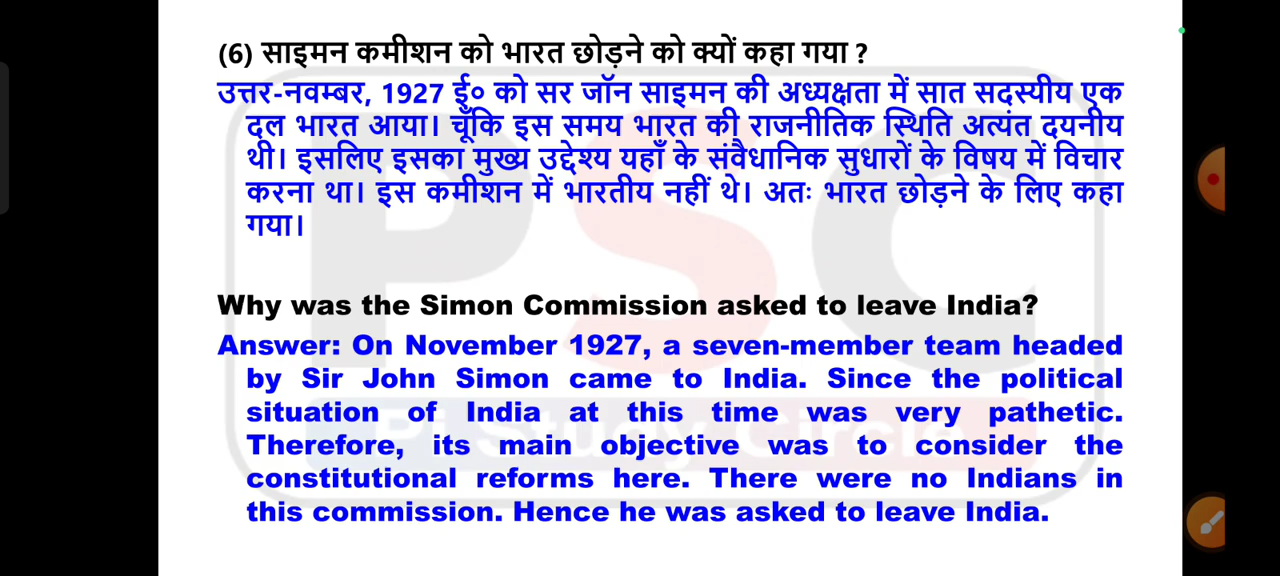 (6) साइमन कमीशन को भारत छोड़ने को क्यों कहा गया ?
उत्तर-नवम्बर, 1927 ई० को सर जॉन साइमन की अध्यक्षता में सात सदस्यीय एक
दल भारत आया। चूँकि इस समय भारत की राजनीतिक स्थिति अत्यंत दयनीय
थी। इसलिए इसका मुख्य उद्देश्य यहाँ के संवैधानिक सुधारों के विषय में विचार
करना था। इस कमीशन में भारतीय नहीं थे। अतः भारत छोड़ने के लिए कहा
गया।
Why was the Simon Commission asked to leave India?
Answer: On November 1927, a seven-member team headed
by Sir John Simon came to India. Since the political
situation of India at this time was very pathetic.
Therefore, its main objective was to consider the
constitutional reforms here. There were no Indians in
this commission. Hence he was asked to leave India.
PSC
Pi Study Circle